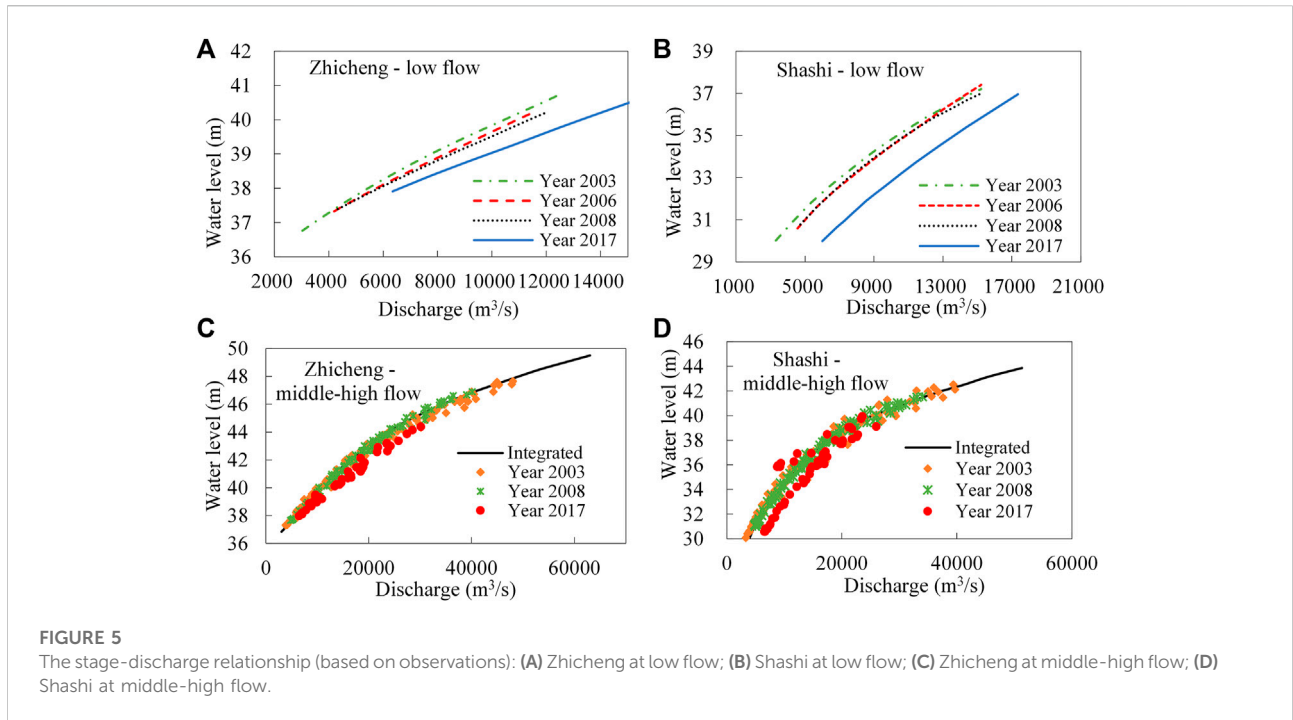 A
Zhicheng - low flow
Water level (m)
42
41
40
39
38
37
36
2000 4000 6000 8000 10000 12000 14000
Discharge (m³/s)
Year 2003
Year 2006
Year 2008
Year 2017
B
Shashi - low flow
Water level (m)
39
37
35
33
31
29
1000 5000 9000 13000 17000 21000
Discharge (m³/s)
Year 2003
Year 2006
Year 2008
Year 2017
C
Zhicheng -
middle-high flow
Water level (m)
50
48
46
44
42
40
38
36
0 20000 40000 60000
Discharge (m³/s)
Integrated
Year 2003
Year 2008
Year 2017
D
Shashi -
middle-high flow
Water level (m)
46
44
42
40
38
36
34
32
30
0 20000 40000 60000
Discharge (m³/s)
Integrated
Year 2003
Year 2008
Year 2017
FIGURE 5
The stage-discharge relationship (based on observations): (A) Zhicheng at low flow; (B) Shashi at low flow; (C) Zhicheng at middle-high flow; (D)
Shashi at middle-high flow.